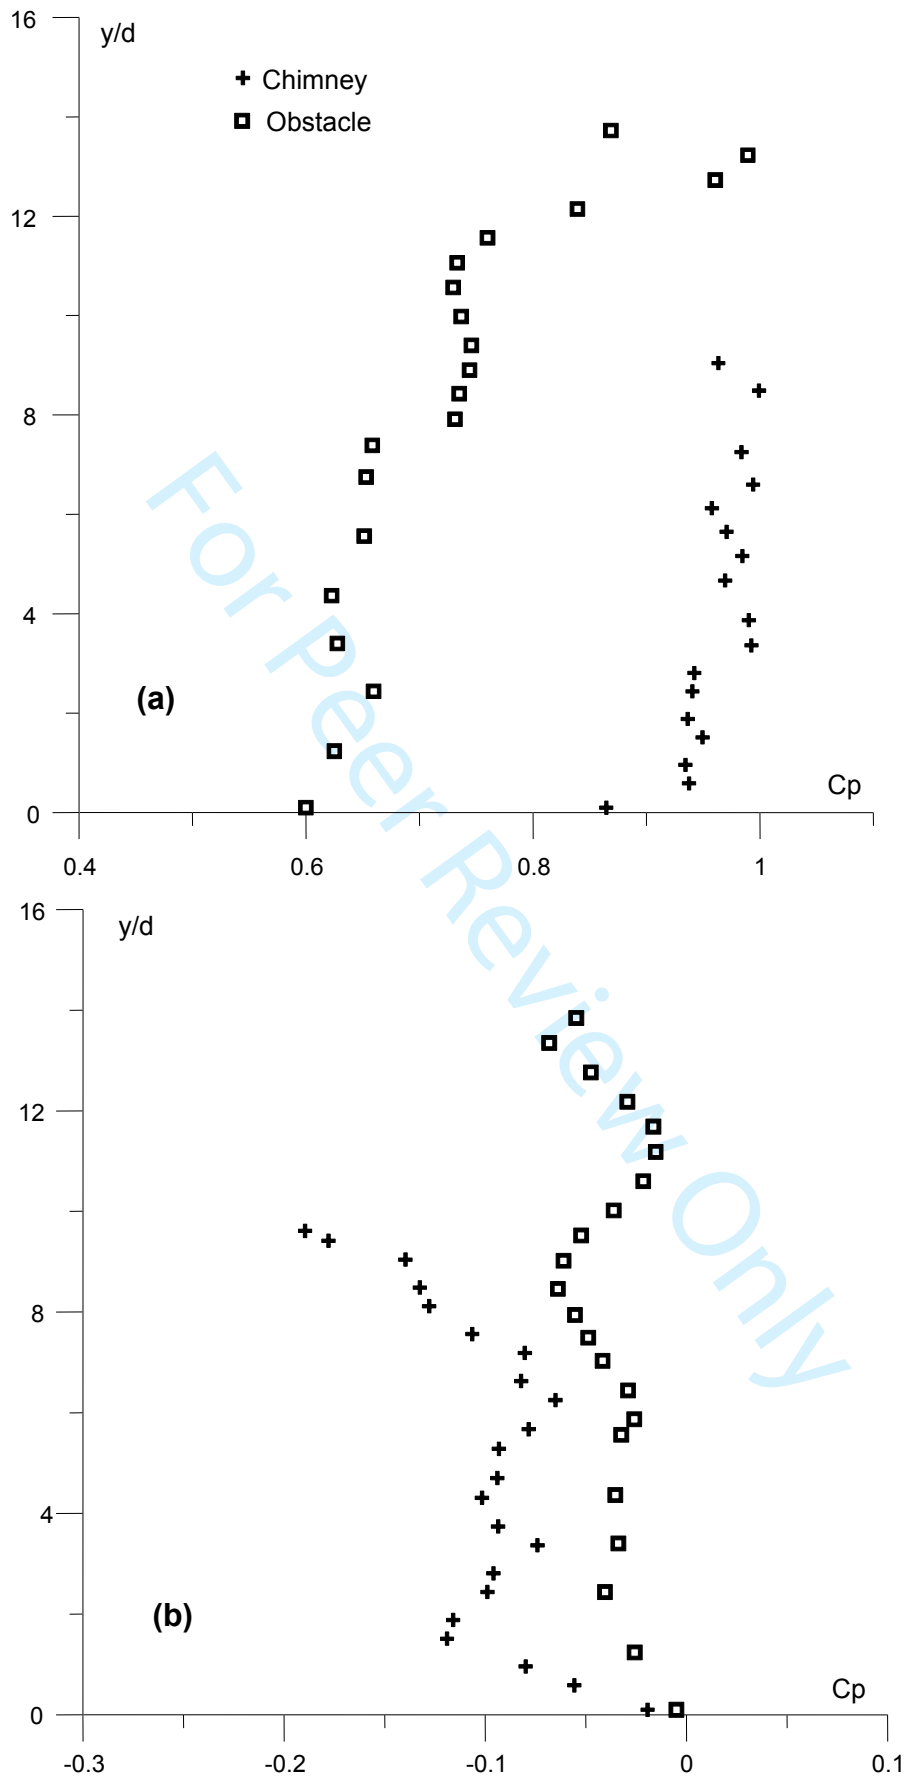 16
y/d
Chimney
Obstacle
12
8
4
(a)
Cp
0
0.4 0.6 0.8 1
For Peer Review Only
16
y/d
12
8
4
(b)
Cp
0
-0.3 -0.2 -0.1 0 0.1